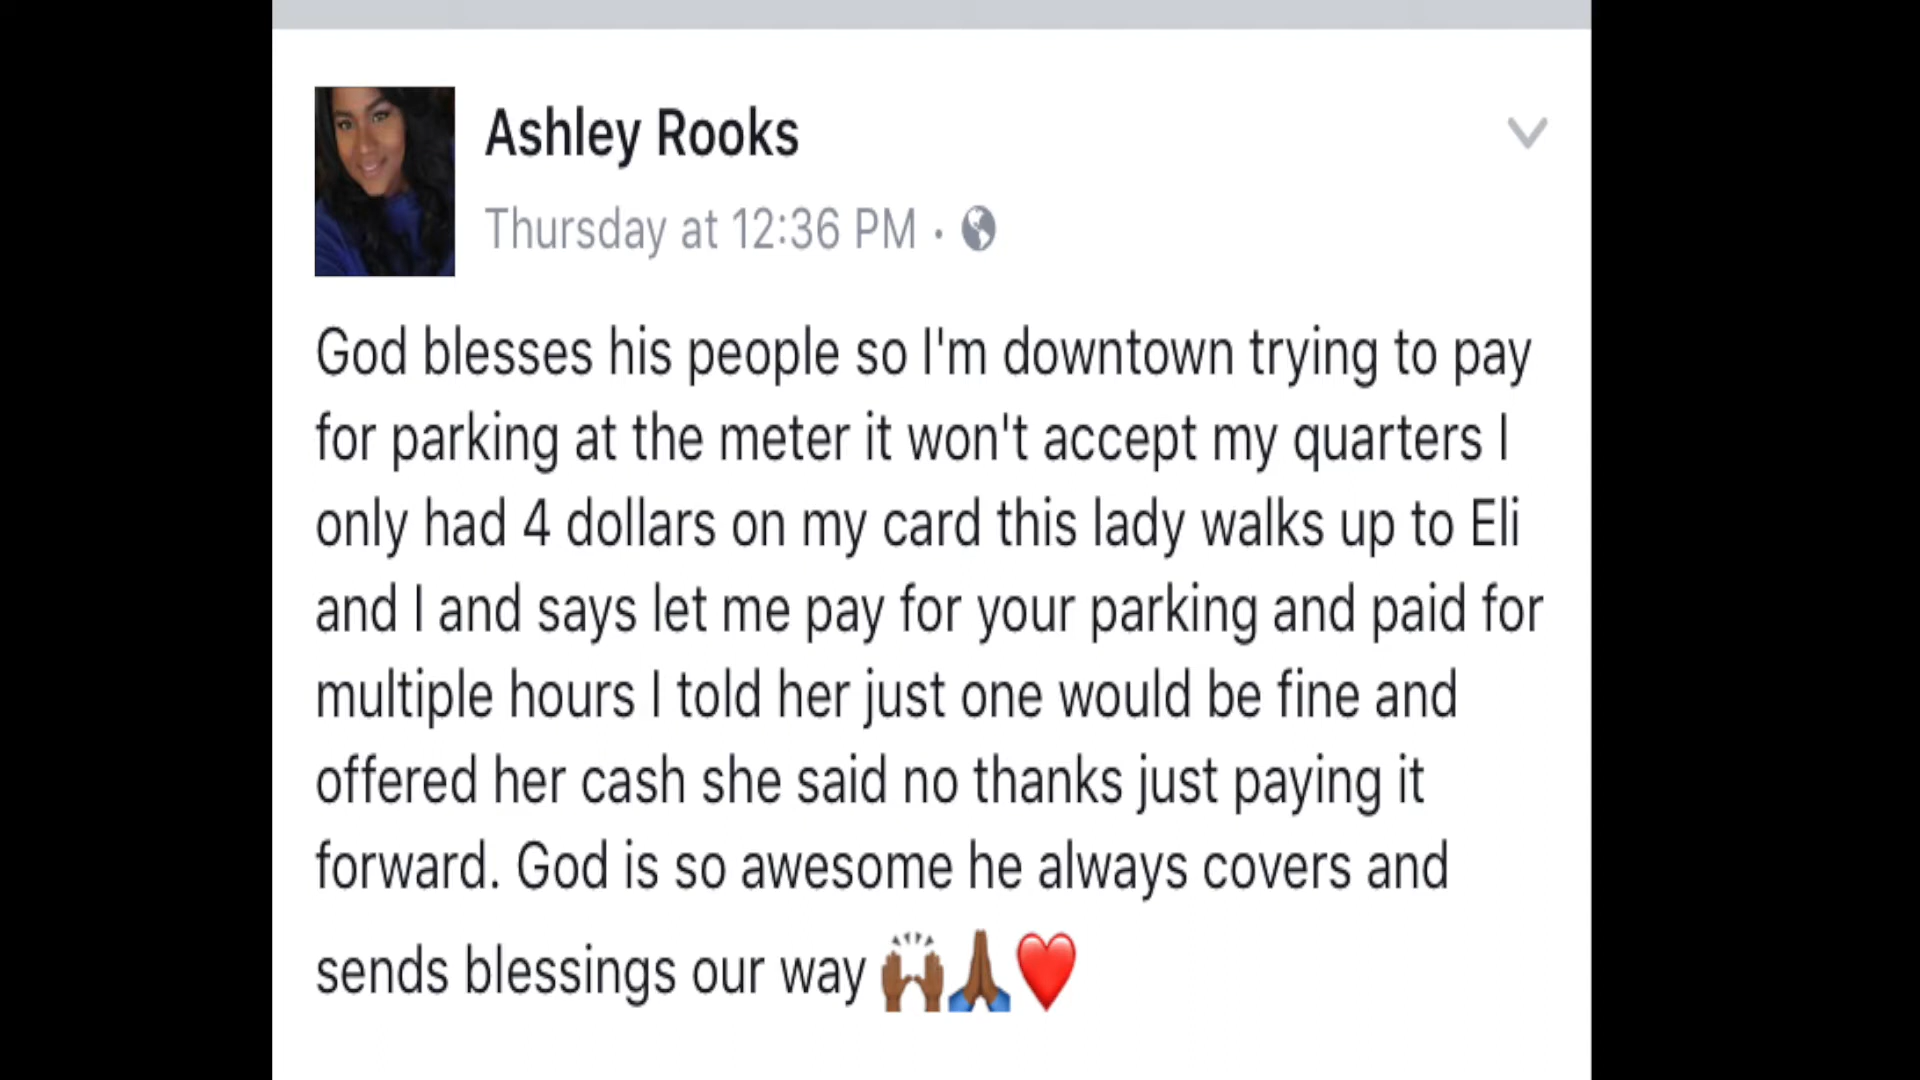 Ashley Rooks
Thursday at 12:36 PM ·
God blesses his people so I'm downtown trying to pay
for parking at the meter it won't accept my quarters I
only had 4 dollars on my card this lady walks up to Eli
and I and says let me pay for your parking and paid for
multiple hours I told her just one would be fine and
offered her cash she said no thanks just paying it
forward. God is so awesome he always covers and
sends blessings our way 🙌🏾🙏🏾❤️